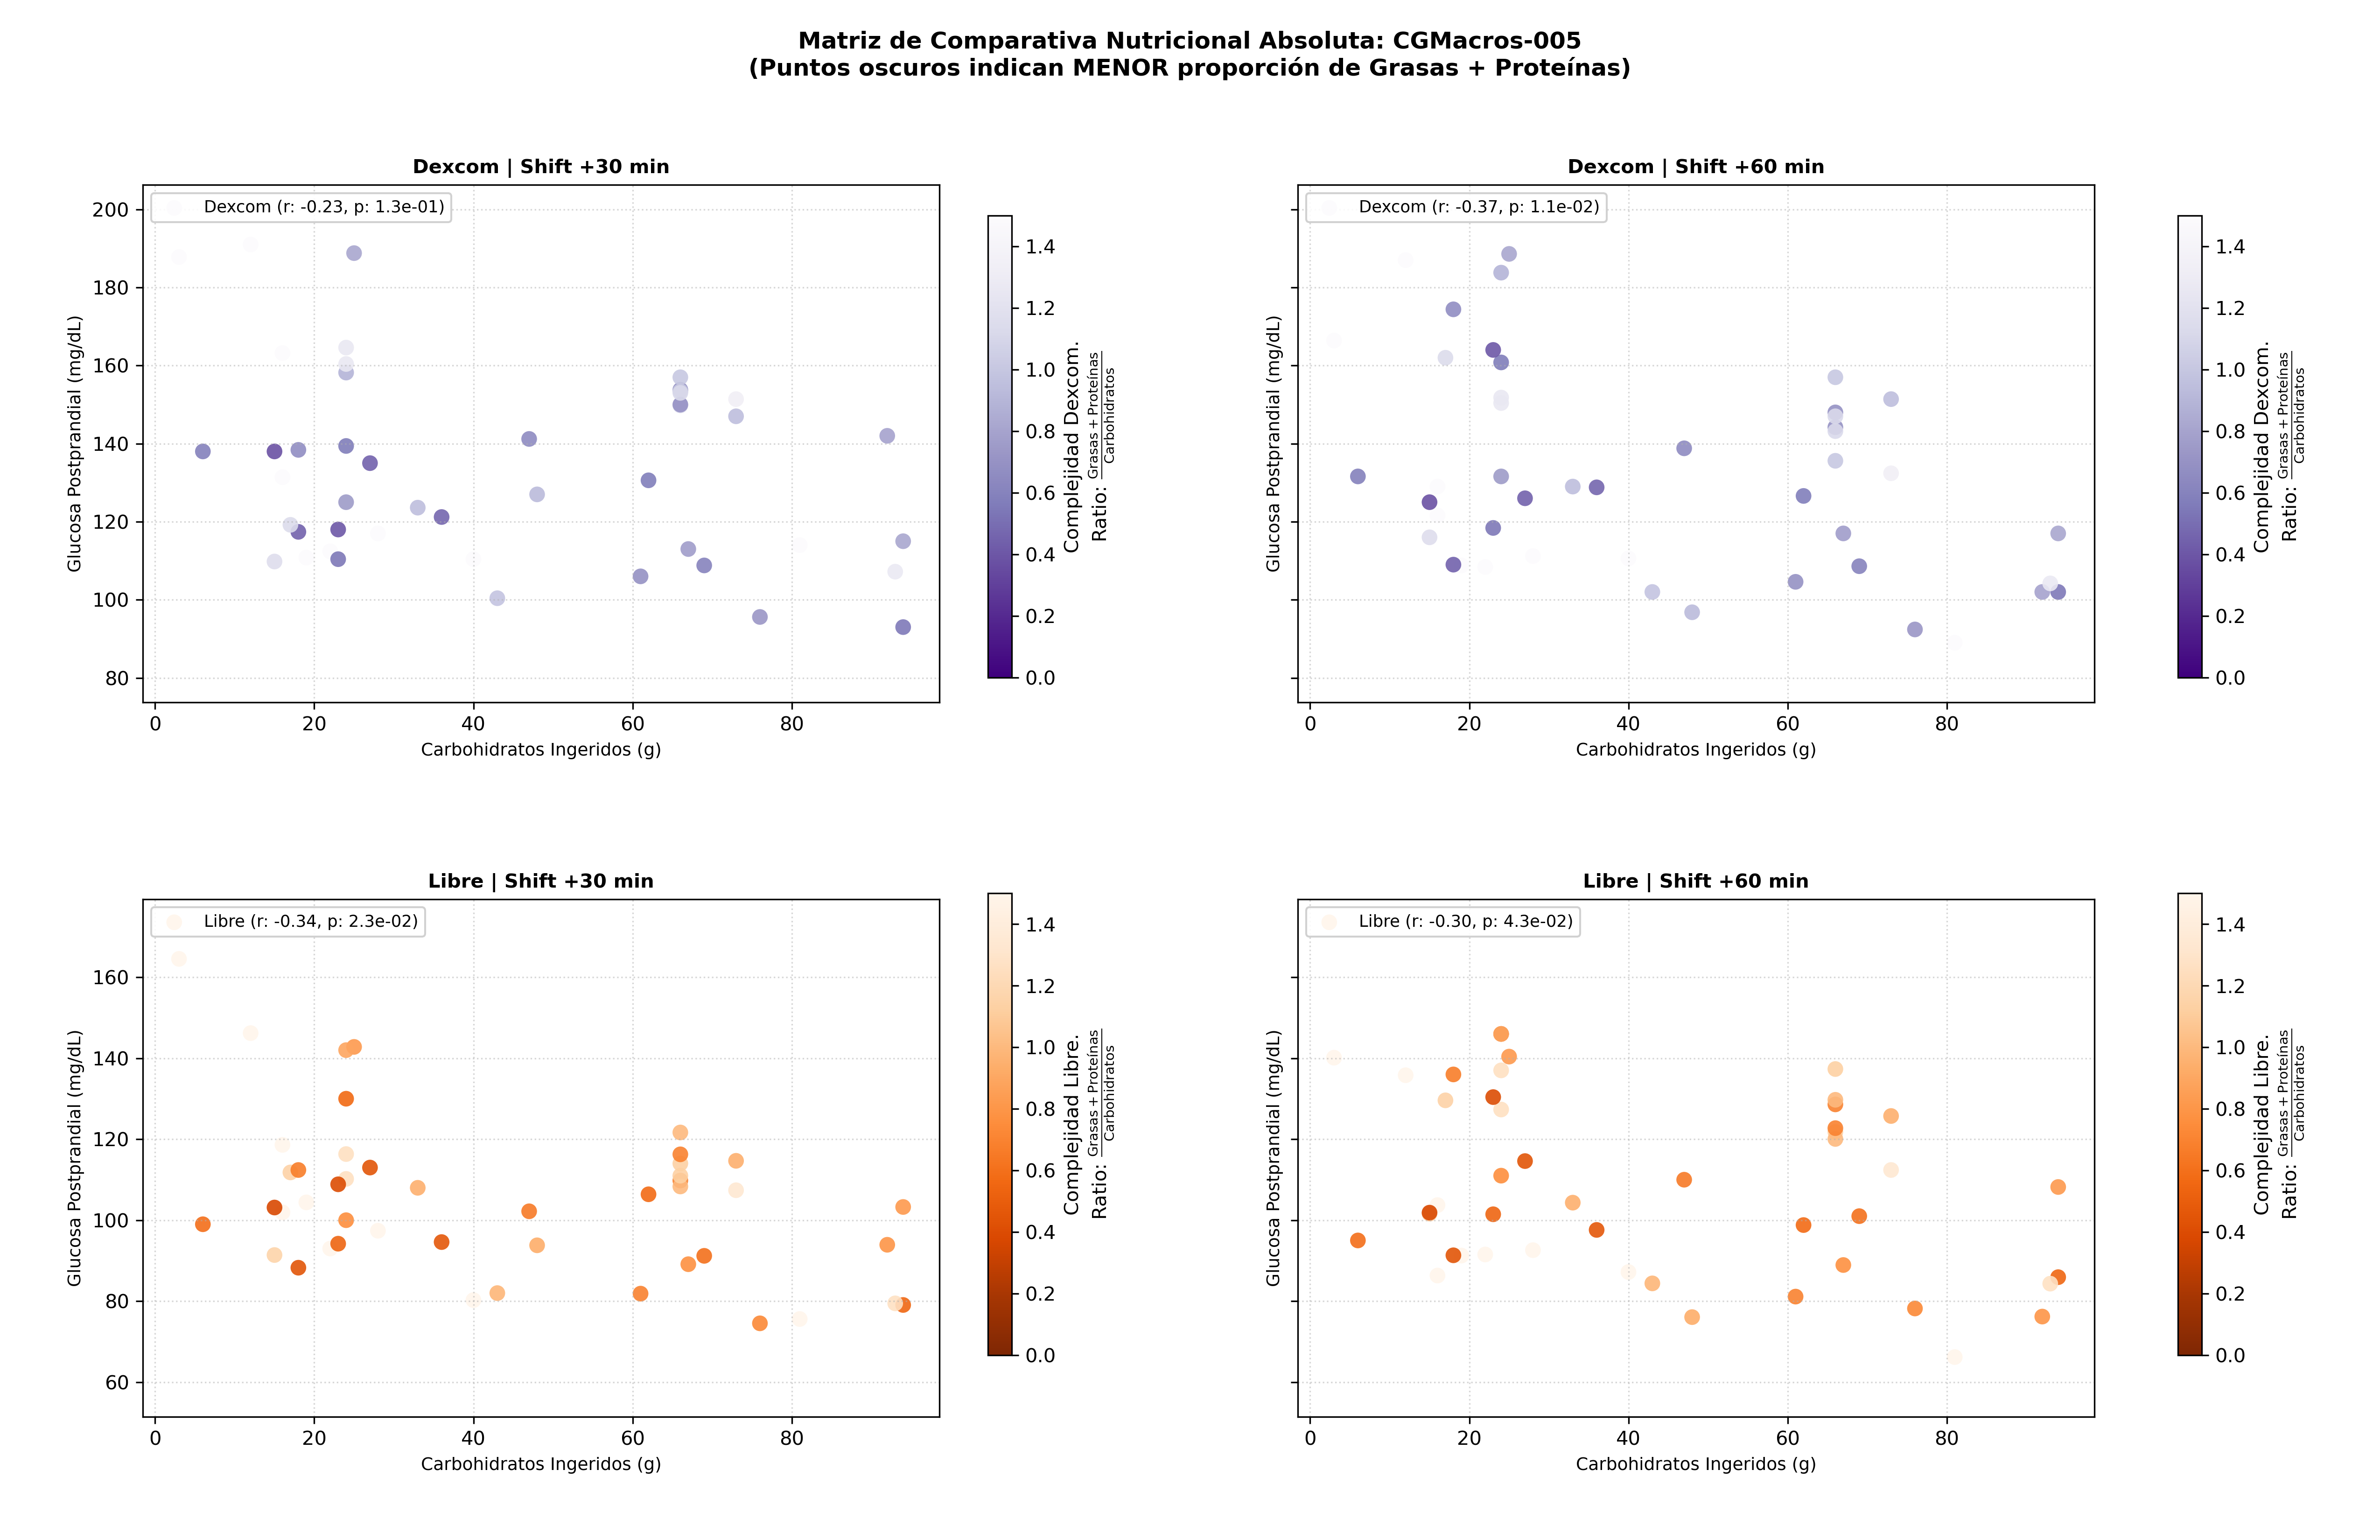 Matriz de Comparativa Nutricional Absoluta: CGMacros-005
(Puntos oscuros indican MENOR proporción de Grasas + Proteínas)
Dexcom | Shift +30 min
Dexcom (r: -0.23, p: 1.3e-01)
Glucosa Postprandial (mg/dL)
200
180
160
140
120
100
80
0
20
40
60
80
Carbohidratos Ingeridos (g)
1.4
1.2
1.0
0.8
0.6
0.4
0.2
0.0
Complejidad Dexcom.
Ratio: Grasas + Proteínas
Carbohidratos
Dexcom | Shift +60 min
Dexcom (r: -0.37, p: 1.1e-02)
Glucosa Postprandial (mg/dL)
0
20
40
60
80
Carbohidratos Ingeridos (g)
1.4
1.2
1.0
0.8
0.6
0.4
0.2
0.0
Complejidad Dexcom.
Ratio: Grasas + Proteínas
Carbohidratos
Libre | Shift +30 min
Libre (r: -0.34, p: 2.3e-02)
Glucosa Postprandial (mg/dL)
160
140
120
100
80
60
0
20
40
60
80
Carbohidratos Ingeridos (g)
1.4
1.2
1.0
0.8
0.6
0.4
0.2
0.0
Complejidad Libre.
Ratio: Grasas + Proteínas
Carbohidratos
Libre | Shift +60 min
Libre (r: -0.30, p: 4.3e-02)
Glucosa Postprandial (mg/dL)
0
20
40
60
80
Carbohidratos Ingeridos (g)
1.4
1.2
1.0
0.8
0.6
0.4
0.2
0.0
Complejidad Libre.
Ratio: Grasas + Proteínas
Carbohidratos